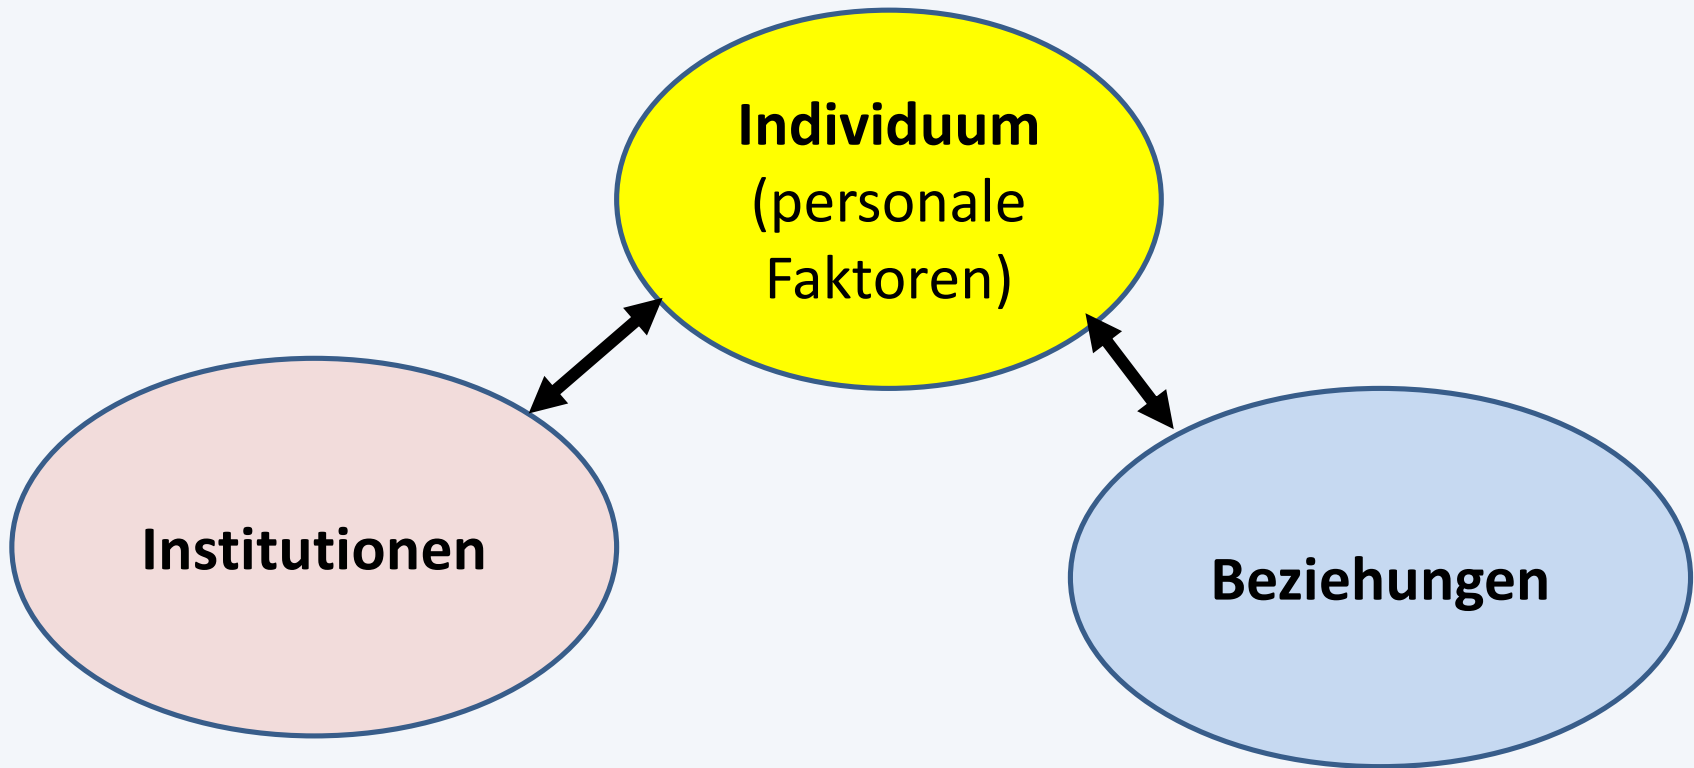 Individuum
(personale
Faktoren)
Institutionen
Beziehungen